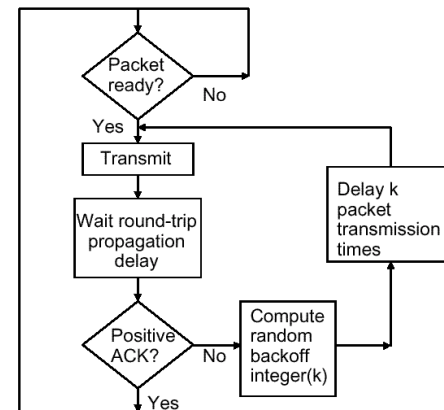 Packet
ready?
No
Yes
Transmit
Wait round-trip
propagation
delay
Positive
ACK?
No
Yes
Compute
random
backoff
integer(k)
Delay k
packet
transmission
times